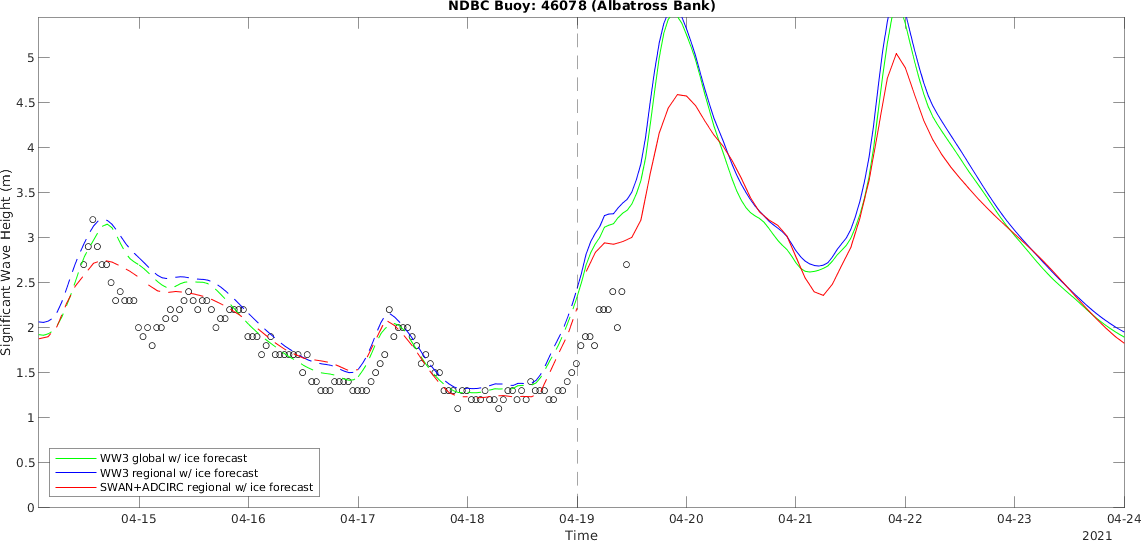 NDBC Buoy: 46078 (Albatross Bank)
Significant Wave Height (m)
5
4.5
4
3.5
3
2.5
2
1.5
1
0.5
0
WW3 global w/ ice forecast
WW3 regional w/ ice forecast
SWAN+ADCIRC regional w/ ice forecast
04-15 04-16 04-17 04-18 04-19 04-20 04-21 04-22 04-23 04-24
Time
2021